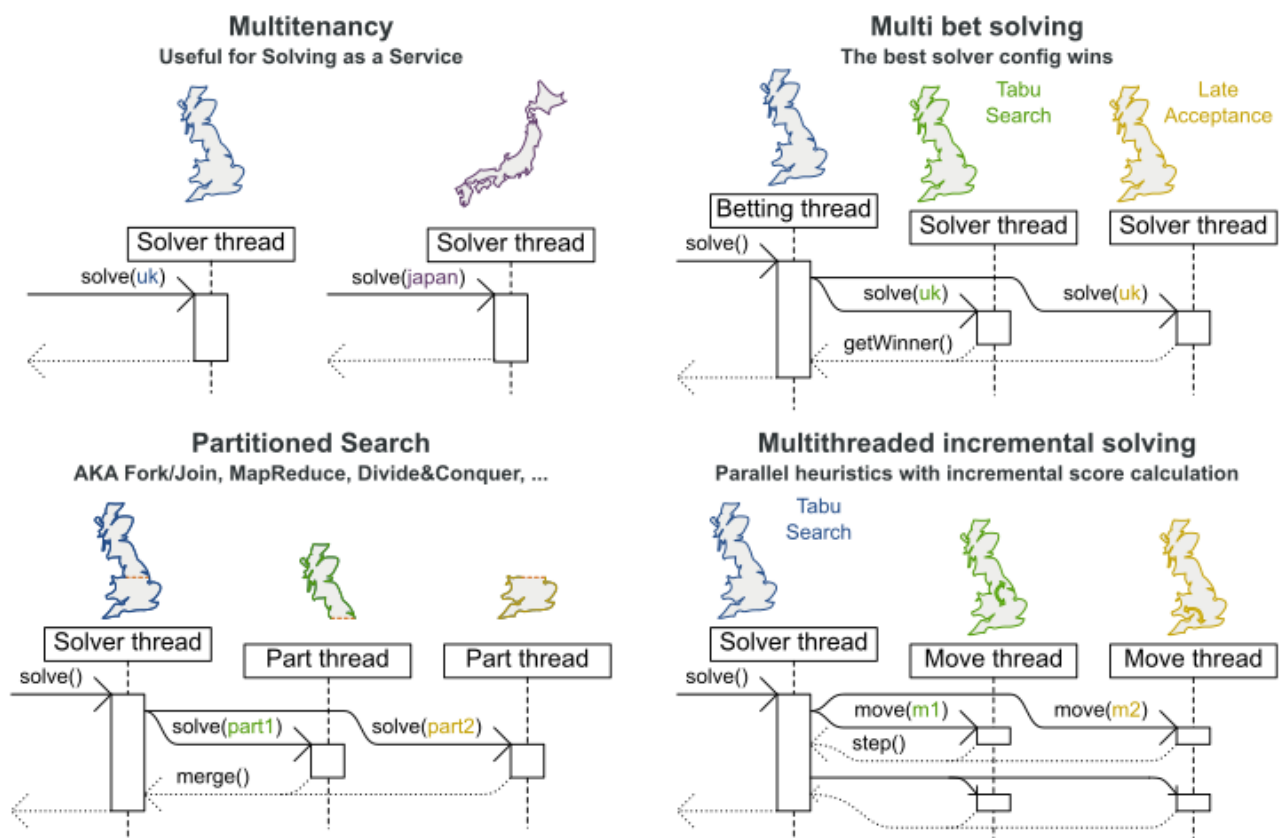 Multitenancy
Useful for Solving as a Service
Solver thread
Solver thread
solve(uk)
solve(japan)
Multi bet solving
The best solver config wins
Tabu
Search
Late
Acceptance
Betting thread
Solver thread
Solver thread
solve()
solve(uk)
solve(uk)
getWinner()
Partitioned Search
AKA Fork/Join, MapReduce, Divide&Conquer, ...
Solver thread
Part thread
Part thread
solve()
solve(part1)
solve(part2)
merge()
Multithreaded incremental solving
Parallel heuristics with incremental score calculation
Tabu
Search
Solver thread
Move thread
Move thread
solve()
move(m1)
move(m2)
step()